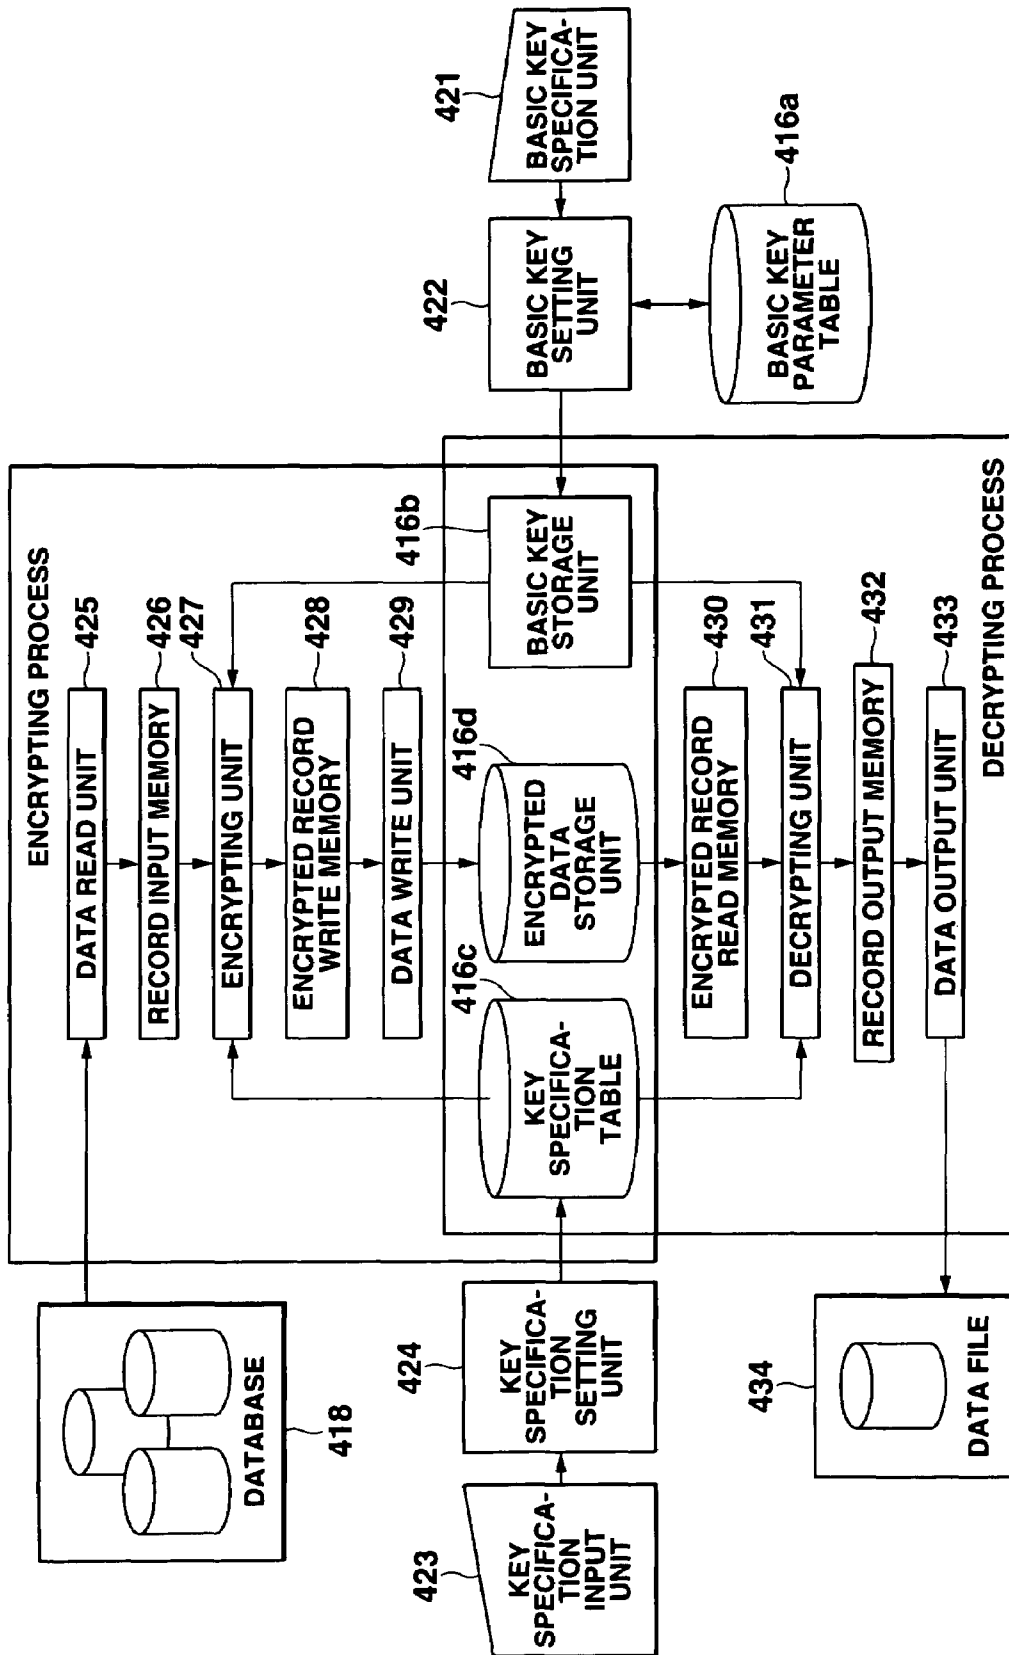 ENCRYPTING PROCESS
DATABASE
418
DATA READ UNIT
425
RECORD INPUT MEMORY
426
ENCRYPTING UNIT
427
ENCRYPTED RECORD
WRITE MEMORY
428
DATA WRITE UNIT
429
423
KEY
SPECIFICA-
TION
INPUT
UNIT
424
KEY
SPECIFICA-
TION
SETTING
UNIT
416c
KEY
SPECIFICA-
TION
TABLE
416d
ENCRYPTED
DATA
STORAGE
UNIT
416b
BASIC KEY
STORAGE
UNIT
422
BASIC KEY
SETTING
UNIT
421
BASIC KEY
SPECIFICA-
TION UNIT
416a
BASIC KEY
PARAMETER
TABLE
ENCRYPTED RECORD
READ MEMORY
430
DECRYPTING UNIT
431
RECORD OUTPUT MEMORY
432
DATA OUTPUT UNIT
433
434
DATA FILE
DECRYPTING PROCESS